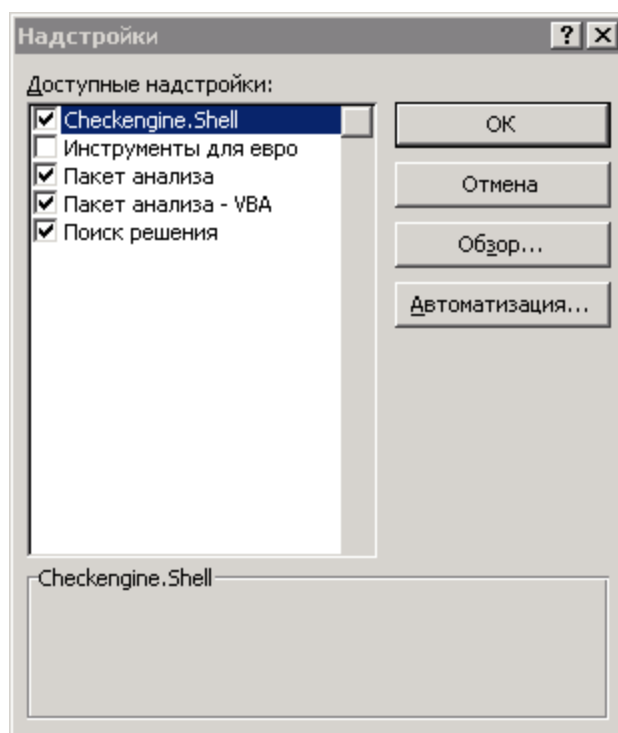 Надстройки
Доступные надстройки:
Checkengine.Shell
Инструменты для евро
Пакет анализа
Пакет анализа - VBA
Поиск решения
OK
Отмена
Обзор...
Автоматизация...
Checkengine.Shell